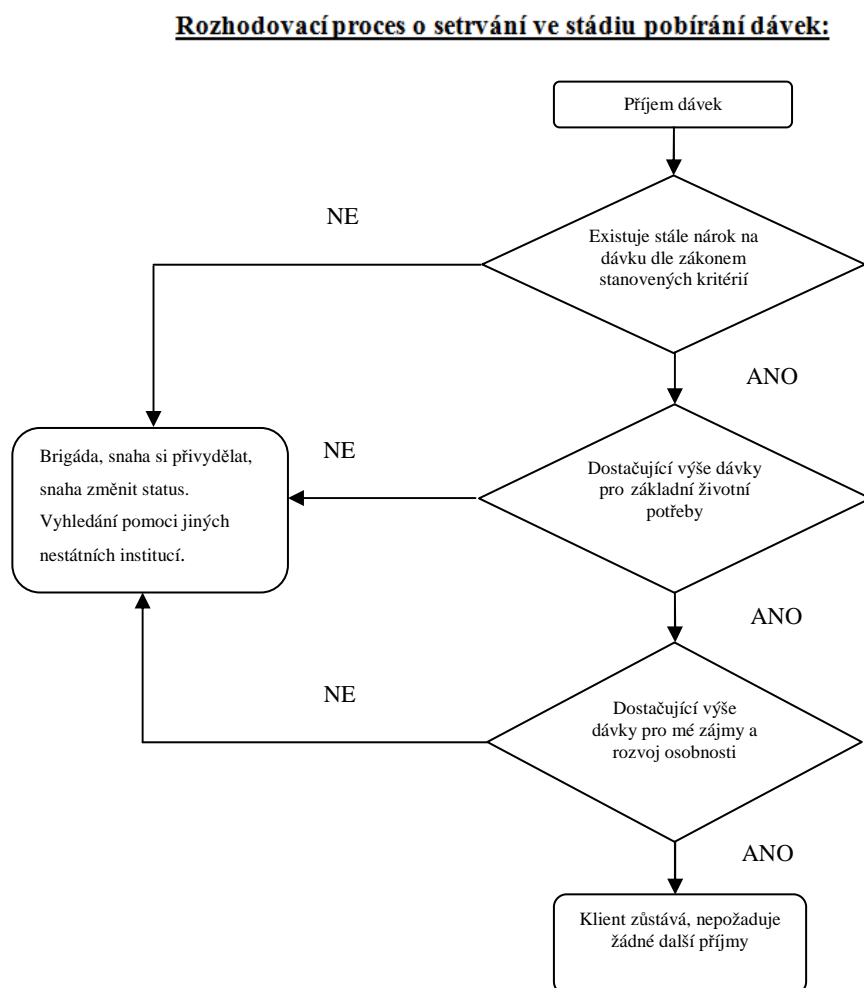 Rozhodovací proces o setrvání ve stádiu pobírání dávek:
Příjem dávek
NE
Existuje stále nárok na
dávku dle zákonem
stanovených kritérií
ANO
Brigáda, snaha si přivydělat,
snaha změnit status.
Vyhledání pomoci jiných
nestátních institucí.
NE
Dostačující výše dávky
pro základní životní
potřeby
ANO
NE
Dostačující výše
dávky pro mé zájmy a
rozvoj osobnosti
ANO
Klient zůstává, nepožaduje
žádné další příjmy